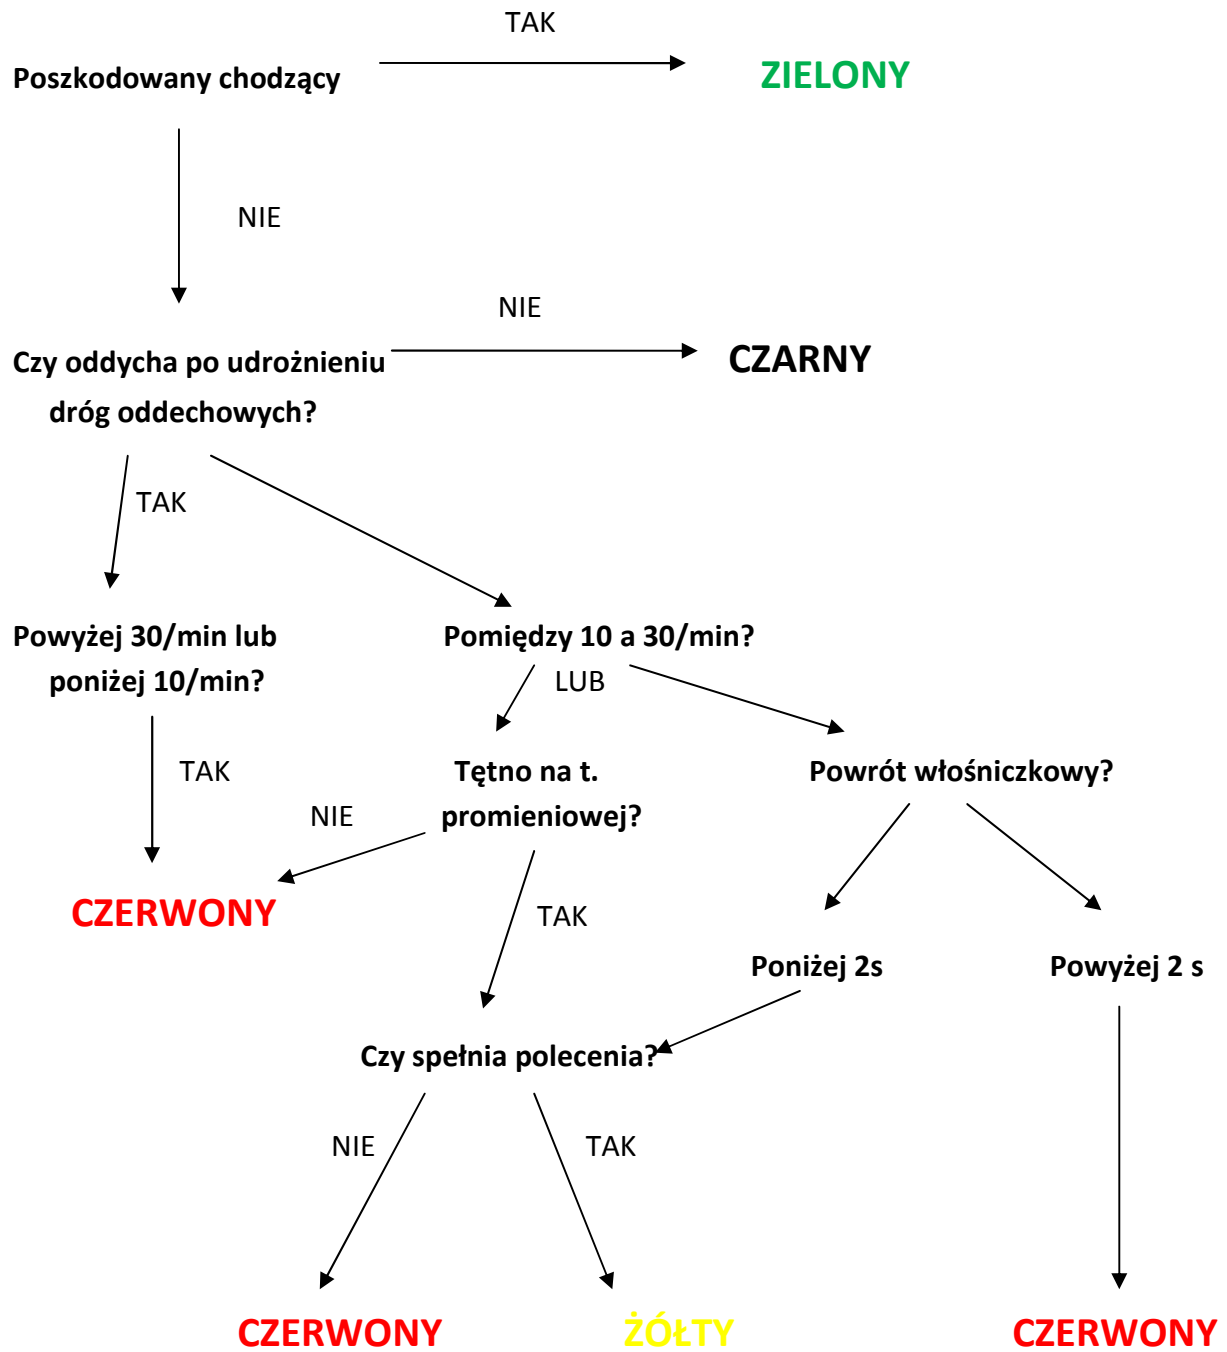 TAK
Poszkodowany chodzący
ZIELONY
NIE
NIE
Czy oddycha po udrożnieniu
dróg oddechowych?
CZARNY
TAK
Powyżej 30/min lub
poniżej 10/min?
Pomiędzy 10 a 30/min?
LUB
TAK
Tętno na t.
promieniowej?
Powrót włośniczkowy?
NIE
CZERWONY
TAK
Poniżej 2s
Powyżej 2 s
Czy spełnia polecenia?
NIE
TAK
CZERWONY
ŻÓŁTY
CZERWONY